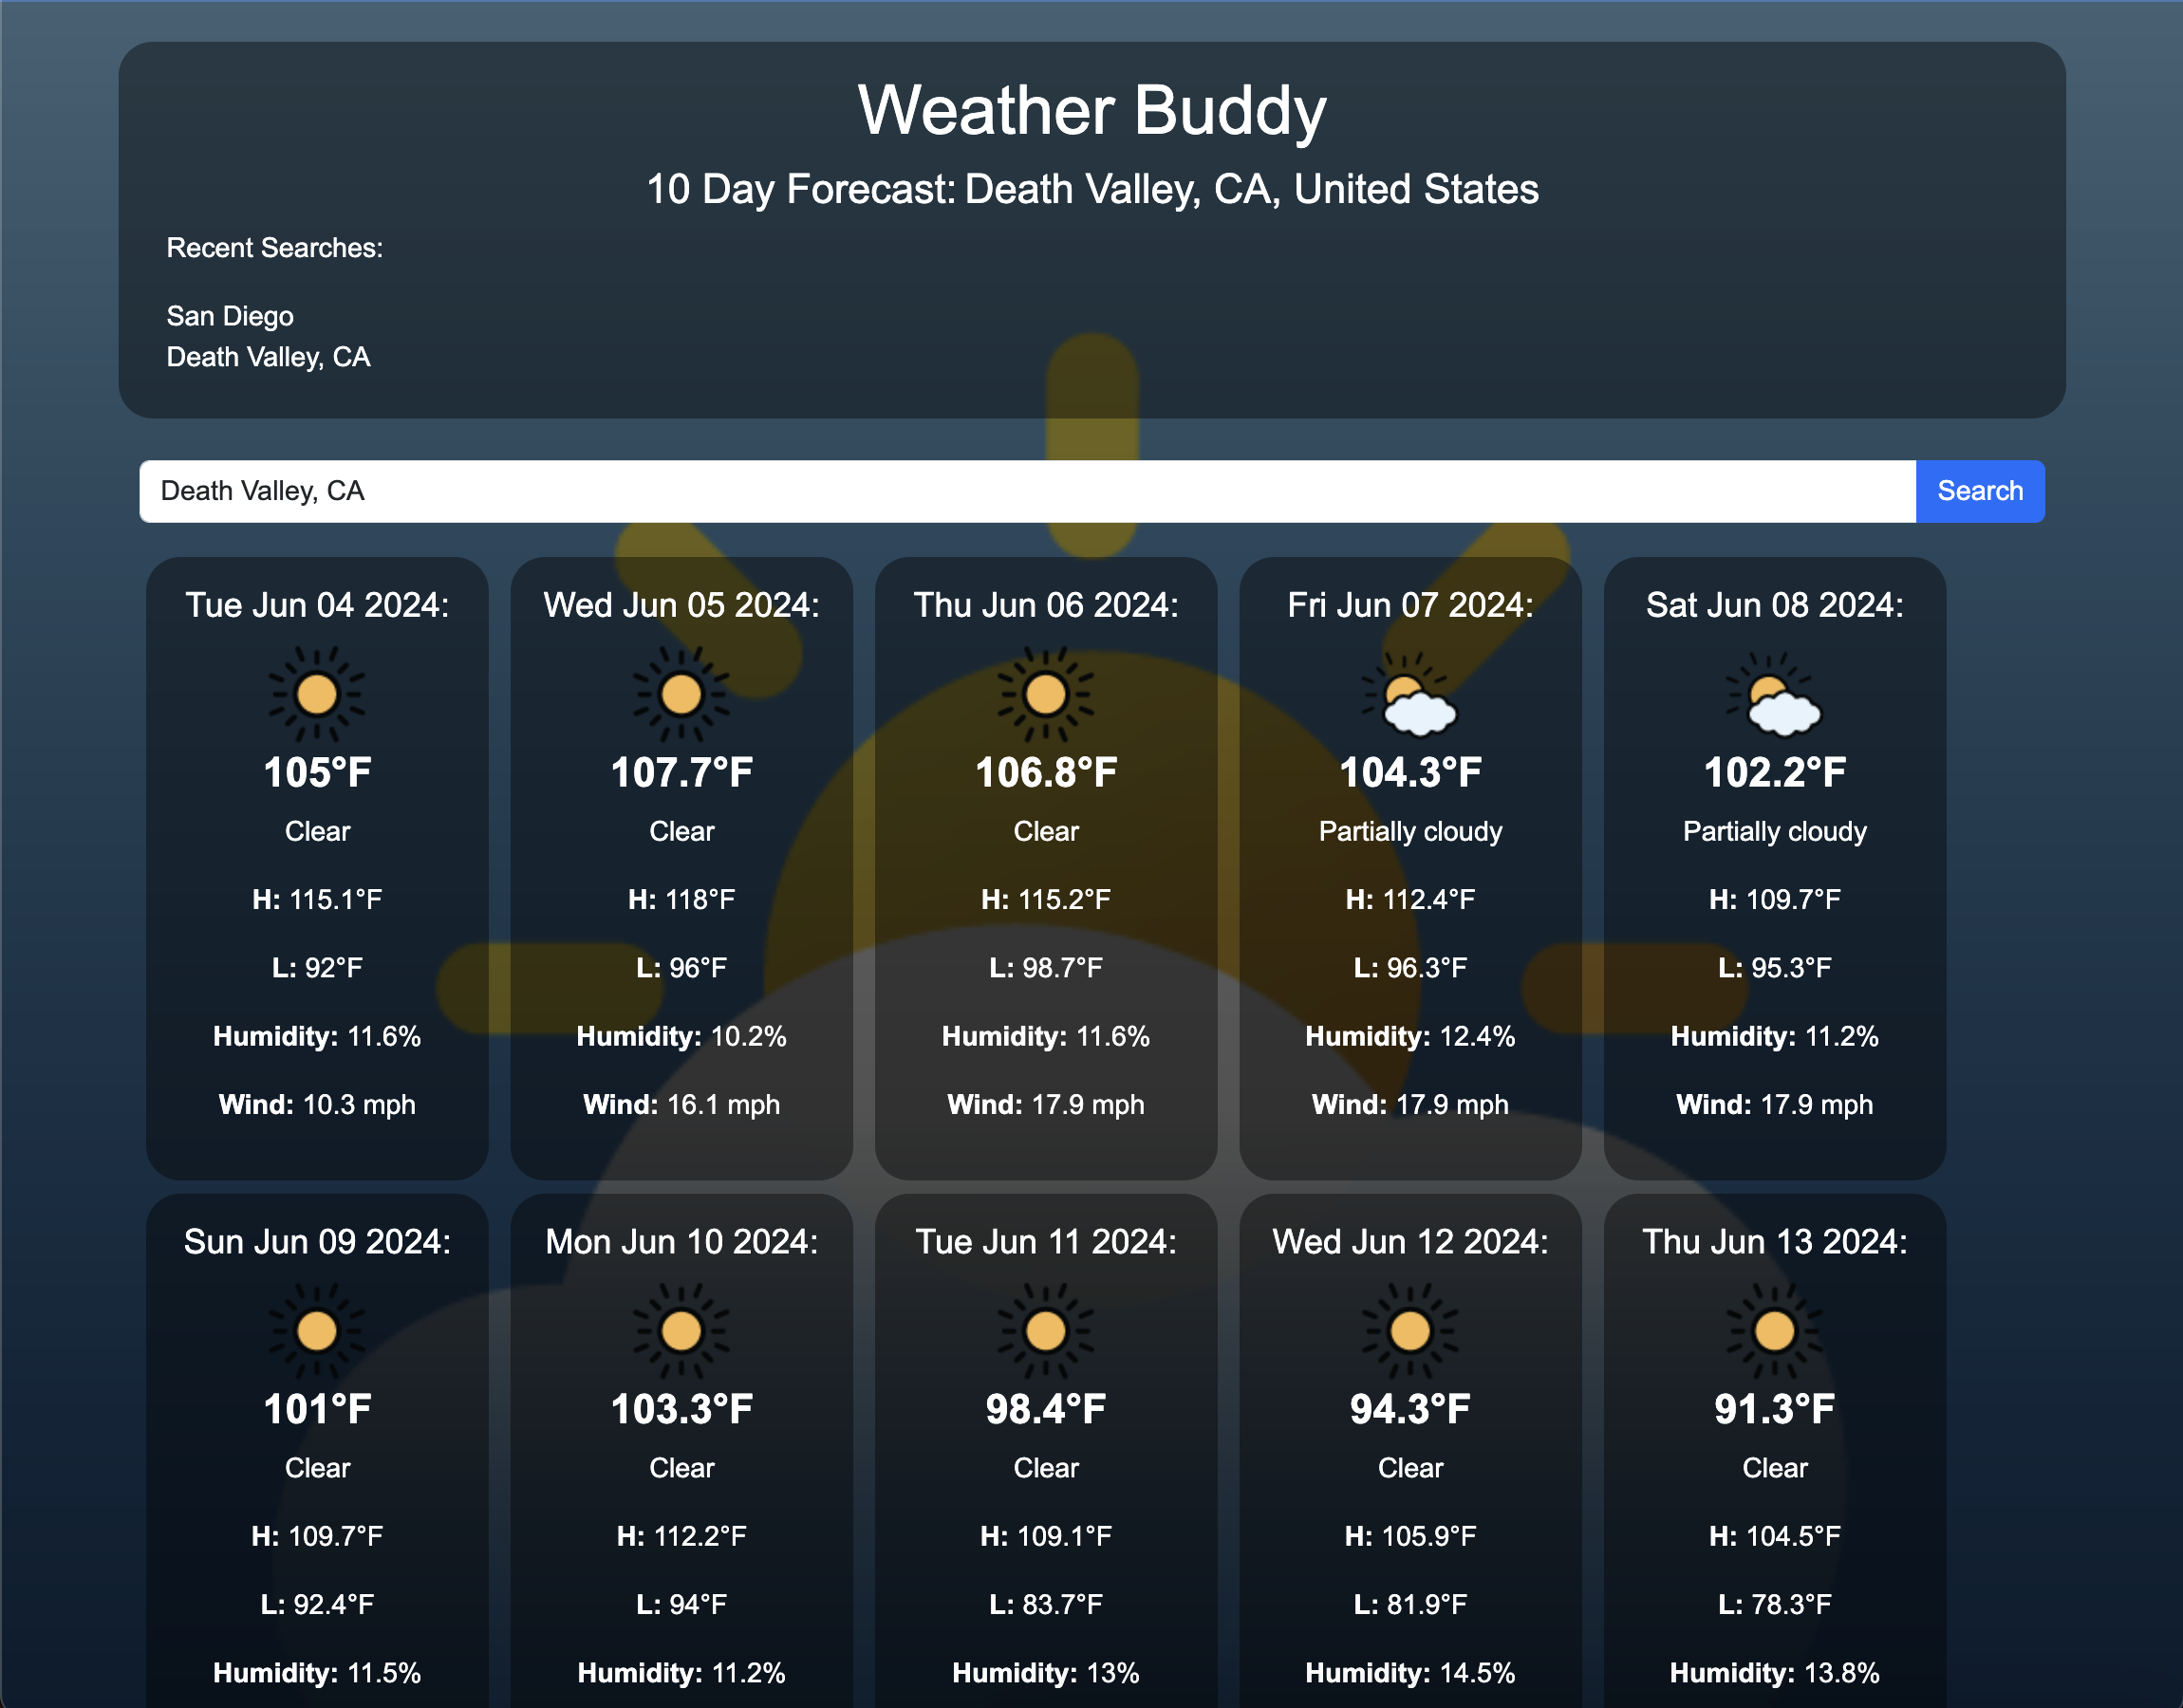 Weather Buddy
10 Day Forecast: Death Valley, CA, United States
Recent Searches:
San Diego
Death Valley, CA
Death Valley, CA
Search
Tue Jun 04 2024:
105°F
Clear
H: 115.1°F
L: 92°F
Humidity: 11.6%
Wind: 10.3 mph
Wed Jun 05 2024:
107.7°F
Clear
H: 118°F
L: 96°F
Humidity: 10.2%
Wind: 16.1 mph
Thu Jun 06 2024:
106.8°F
Clear
H: 115.2°F
L: 98.7°F
Humidity: 11.6%
Wind: 17.9 mph
Fri Jun 07 2024:
104.3°F
Partially cloudy
H: 112.4°F
L: 96.3°F
Humidity: 12.4%
Wind: 17.9 mph
Sat Jun 08 2024:
102.2°F
Partially cloudy
H: 109.7°F
L: 95.3°F
Humidity: 11.2%
Wind: 17.9 mph
Sun Jun 09 2024:
101°F
Clear
H: 109.7°F
L: 92.4°F
Humidity: 11.5%
Mon Jun 10 2024:
103.3°F
Clear
H: 112.2°F
L: 94°F
Humidity: 11.2%
Tue Jun 11 2024:
98.4°F
Clear
H: 109.1°F
L: 83.7°F
Humidity: 13%
Wed Jun 12 2024:
94.3°F
Clear
H: 105.9°F
L: 81.9°F
Humidity: 14.5%
Thu Jun 13 2024:
91.3°F
Clear
H: 104.5°F
L: 78.3°F
Humidity: 13.8%